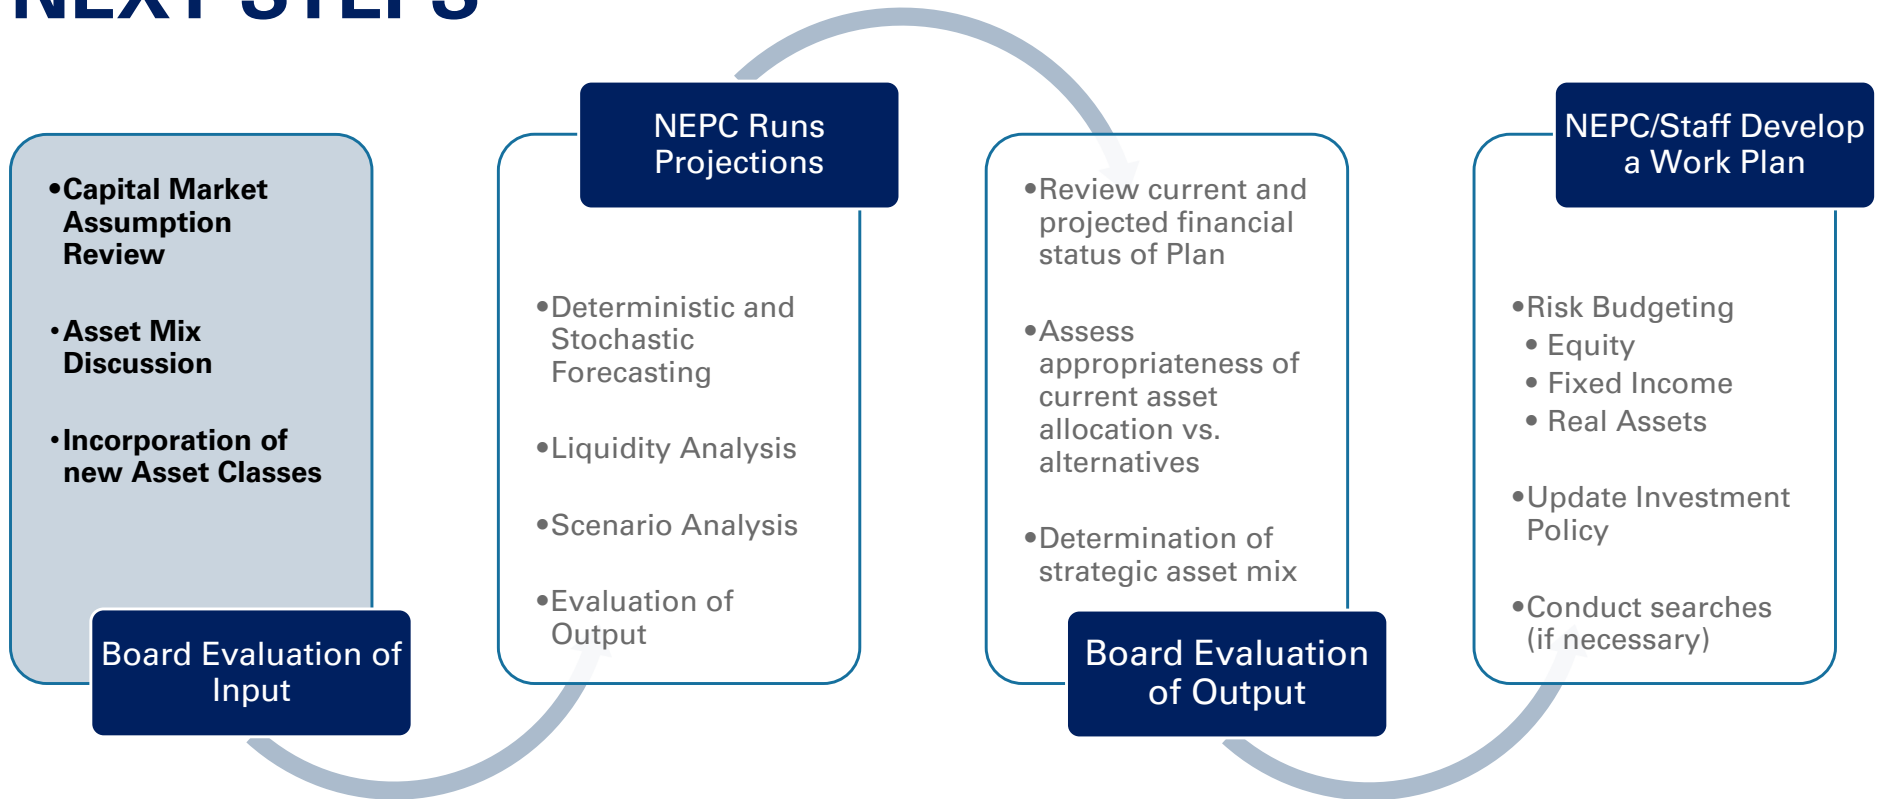 NEXT STEPS
•Capital Market
Assumption
Review
•Asset Mix
Discussion
•Incorporation of
new Asset Classes
Board Evaluation of
Input
NEPC Runs
Projections
•Deterministic and
Stochastic
Forecasting
•Liquidity Analysis
•Scenario Analysis
•Evaluation of
Output
•Review current and
projected financial
status of Plan
•Assess
appropriateness of
current asset
allocation vs.
alternatives
•Determination of
strategic asset mix
Board Evaluation
of Output
NEPC/Staff Develop
a Work Plan
•Risk Budgeting
• Equity
• Fixed Income
• Real Assets
•Update Investment
Policy
•Conduct searches
(if necessary)